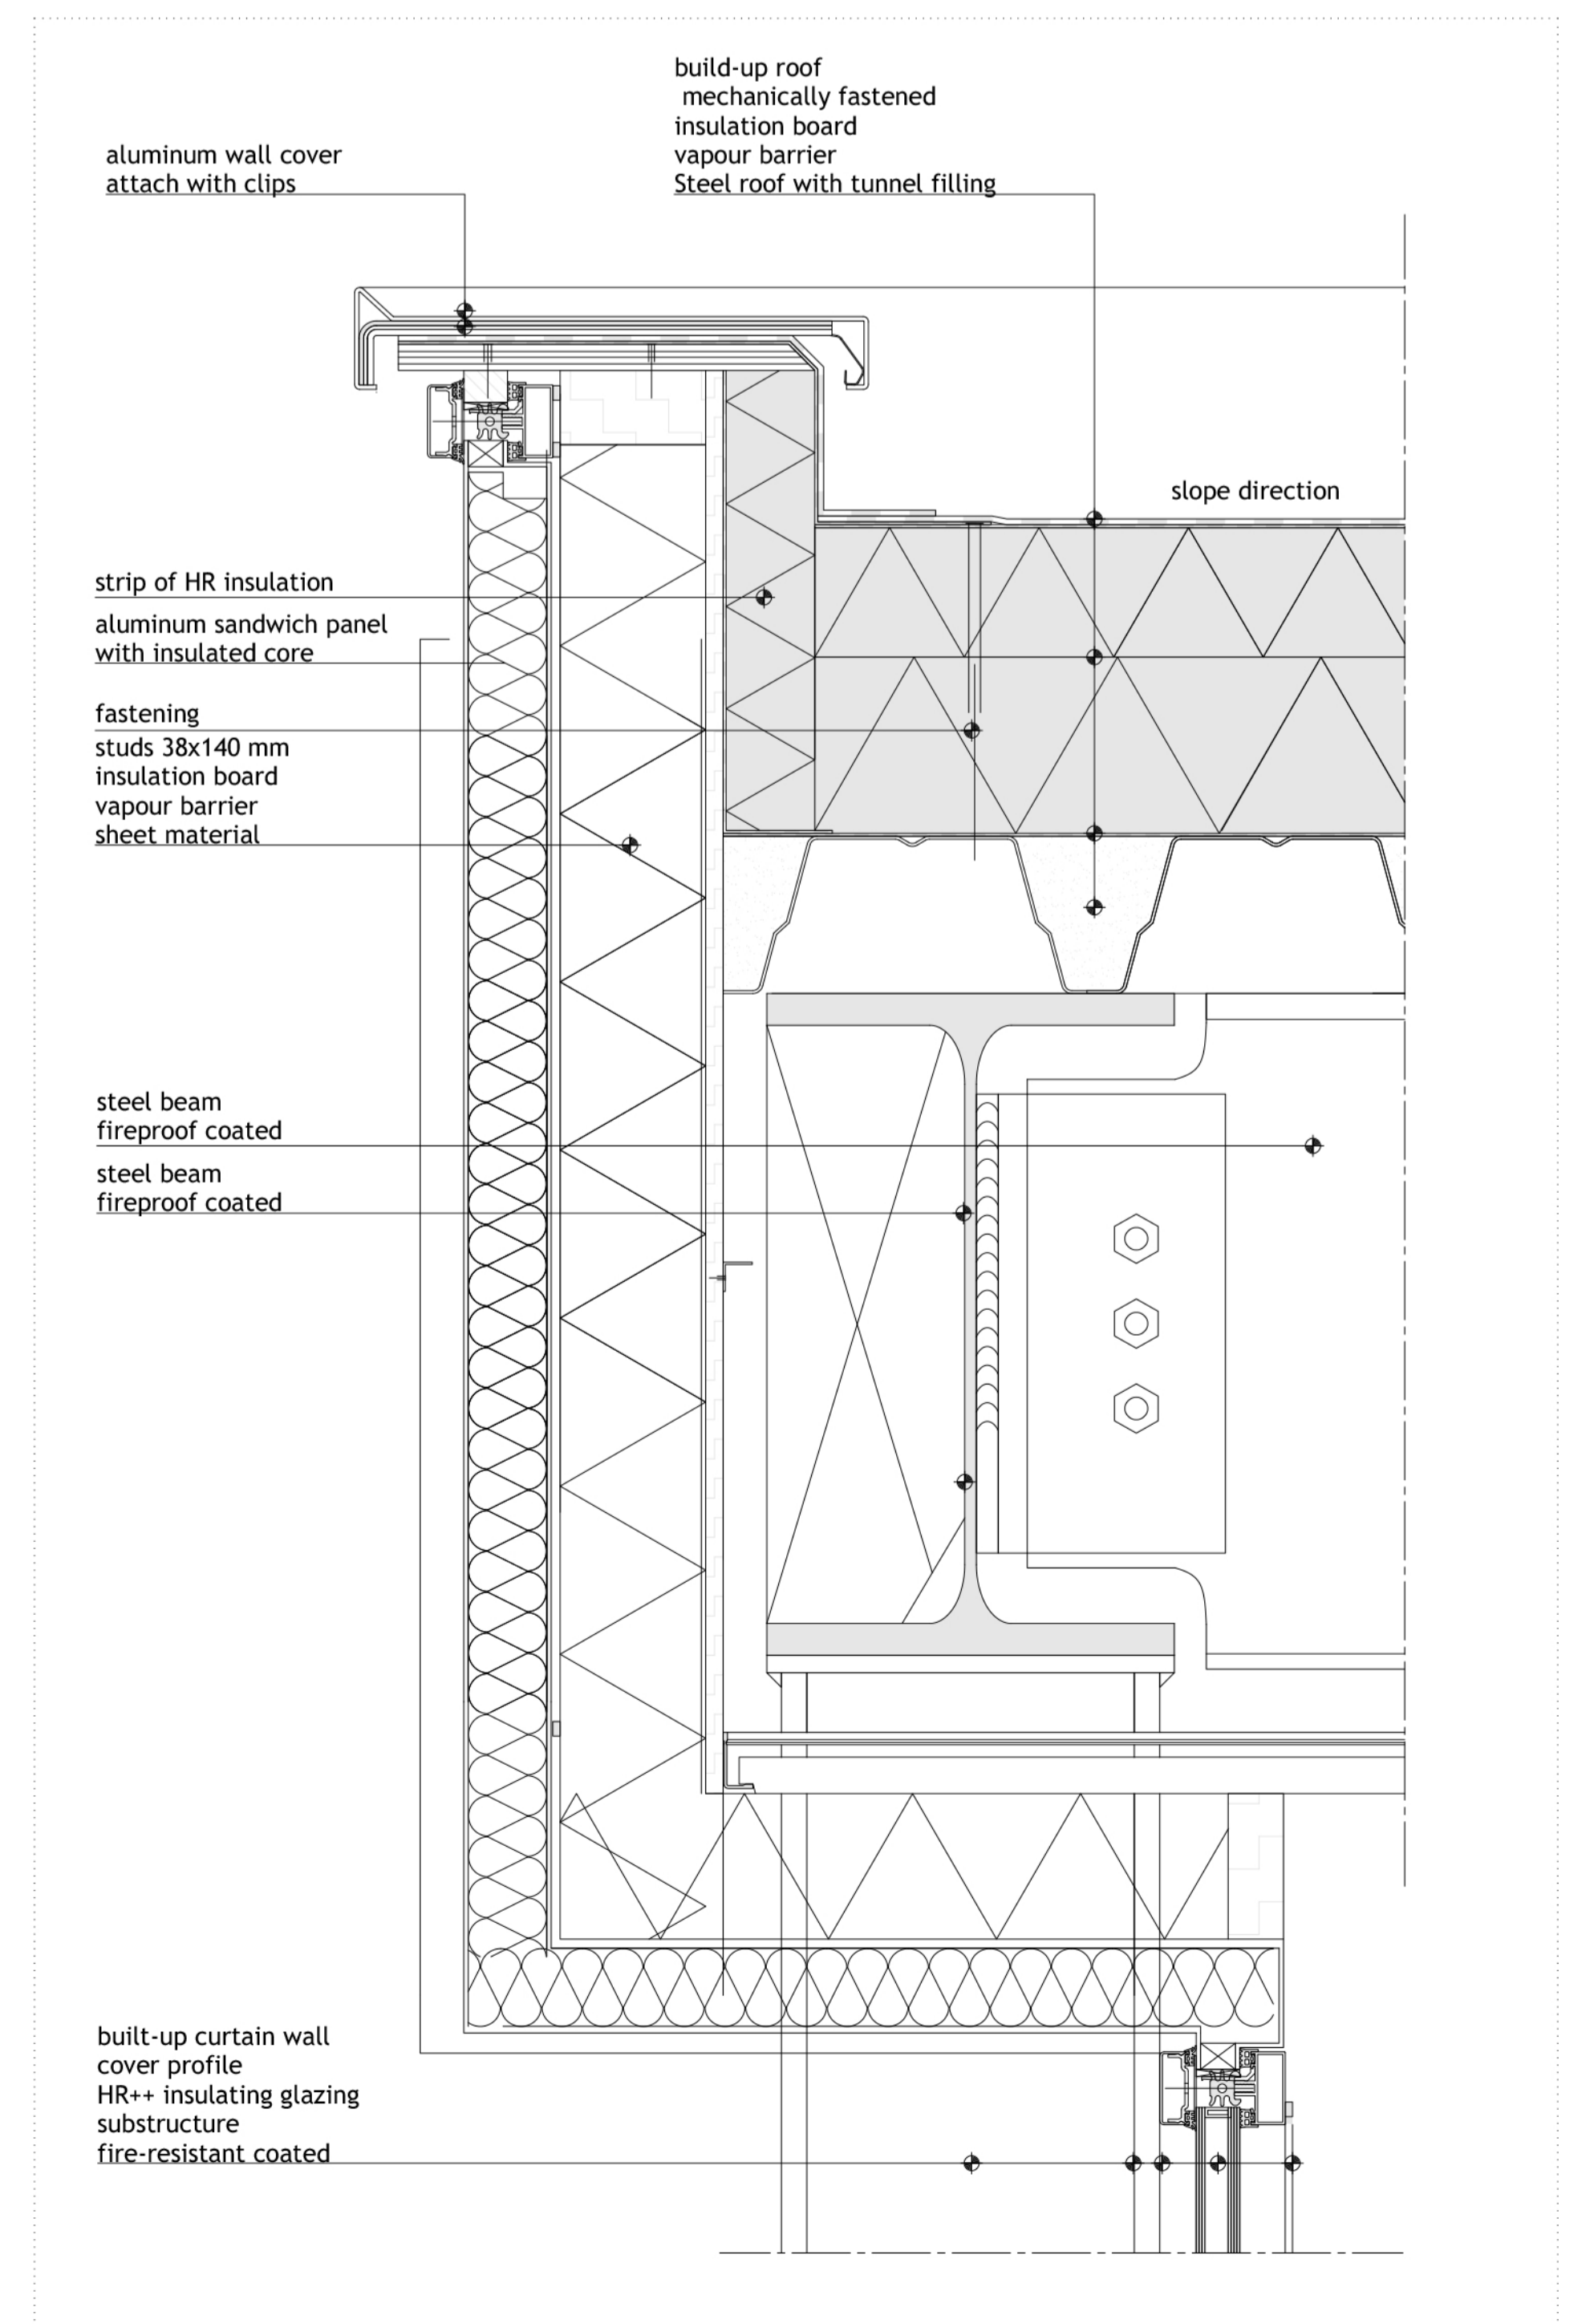 build-up roof
mechanically fastened
insulation board
vapour barrier
Steel roof with tunnel filling
aluminum wall cover
attach with clips
slope direction
strip of HR insulation
aluminum sandwich panel
with insulated core
fastening
studs 38x140 mm
insulation board
vapour barrier
sheet material
steel beam
fireproof coated
steel beam
fireproof coated
built-up curtain wall
cover profile
HR++ insulating glazing
substructure
fire-resistant coated